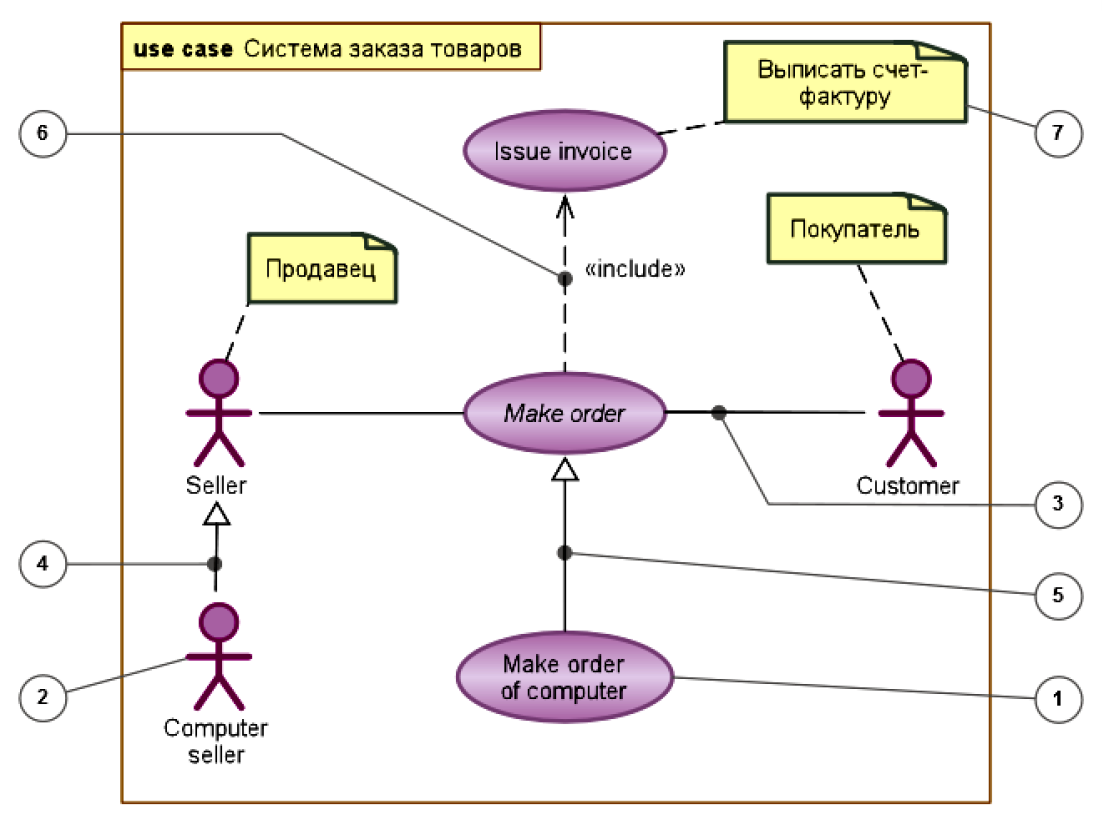 use case Система заказа товаров
Выписать счет-
фактуру
6
7
Issue invoice
Покупатель
Продавец
«include»
Make order
Seller
Customer
3
4
5
Computer
seller
Make order
of computer
2
1